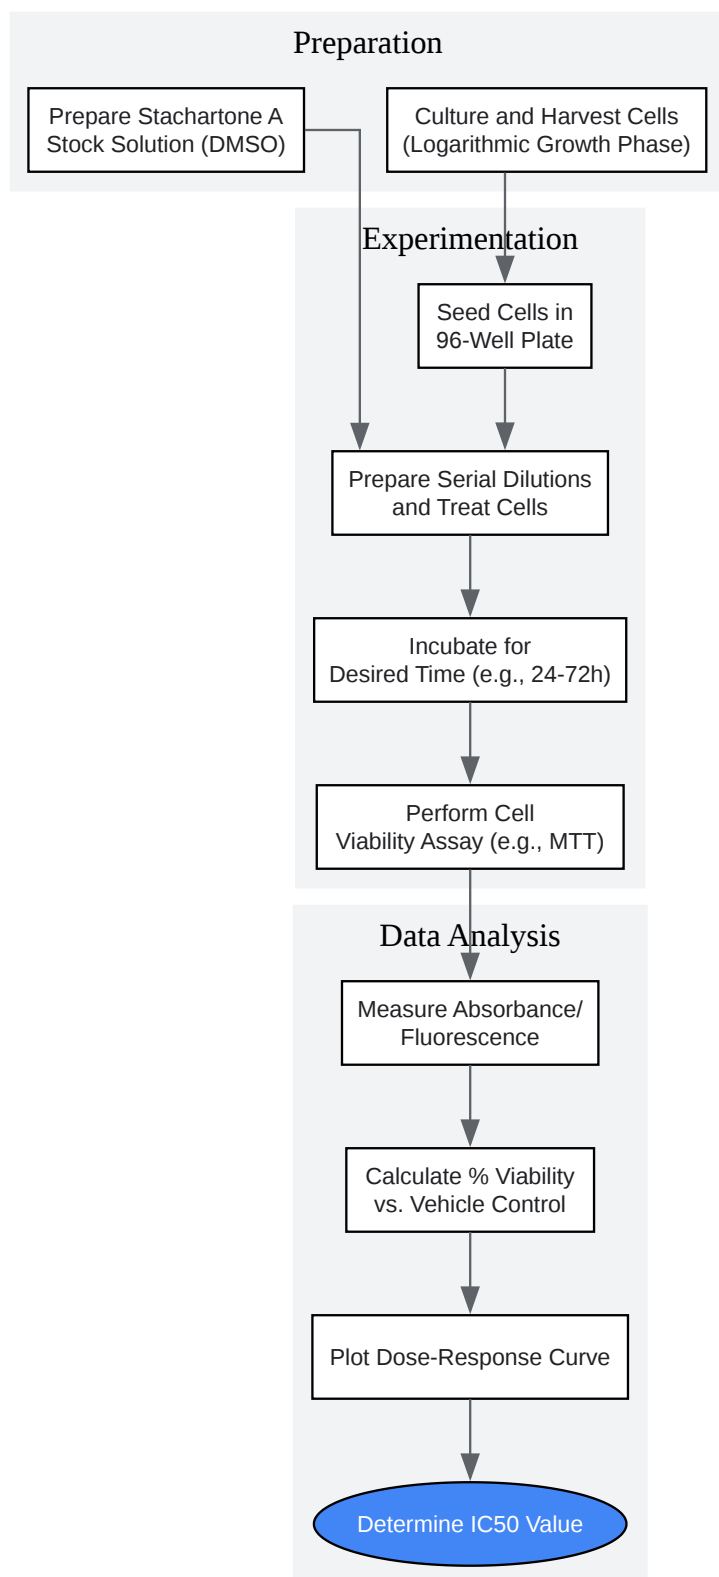 Preparation
Prepare Stachartone A
Stock Solution (DMSO)
Culture and Harvest Cells
(Logarithmic Growth Phase)
Experimentation
Seed Cells in
96-Well Plate
Prepare Serial Dilutions
and Treat Cells
Incubate for
Desired Time (e.g., 24-72h)
Perform Cell
Viability Assay (e.g., MTT)
Data Analysis
Measure Absorbance/
Fluorescence
Calculate % Viability
vs. Vehicle Control
Plot Dose-Response Curve
Determine IC50 Value